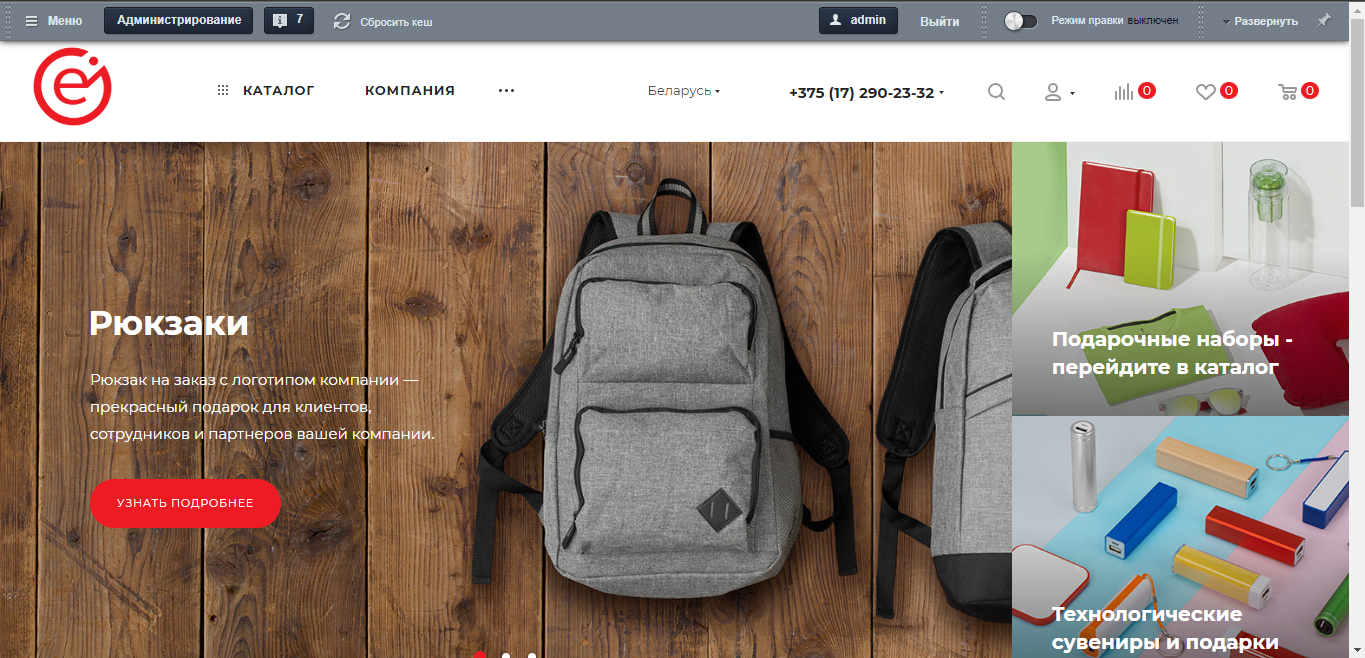 Меню
Администрирование
7
Сбросить кеш
admin
Выйти
Режим правки выключен
Развернуть
e
КАТАЛОГ
КОМПАНИЯ
...
Беларусь
+375 (17) 290-23-32
0
0
0
Рюкзаки
Рюкзак на заказ с логотипом компании —
прекрасный подарок для клиентов,
сотрудников и партнеров вашей компании.
УЗНАТЬ ПОДРОБНЕЕ
Подарочные наборы -
перейдите в каталог
Технологические
сувениры и подарки